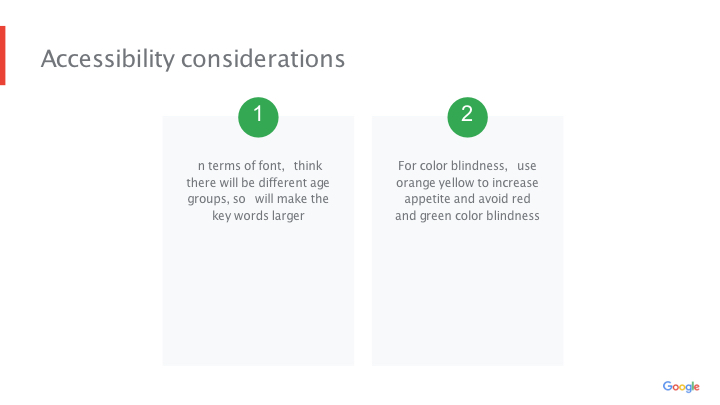 Accessibility considerations
1
n terms of font, think
there will be different age
groups, so will make the
key words larger
2
For color blindness, use
orange yellow to increase
appetite and avoid red
and green color blindness
Google